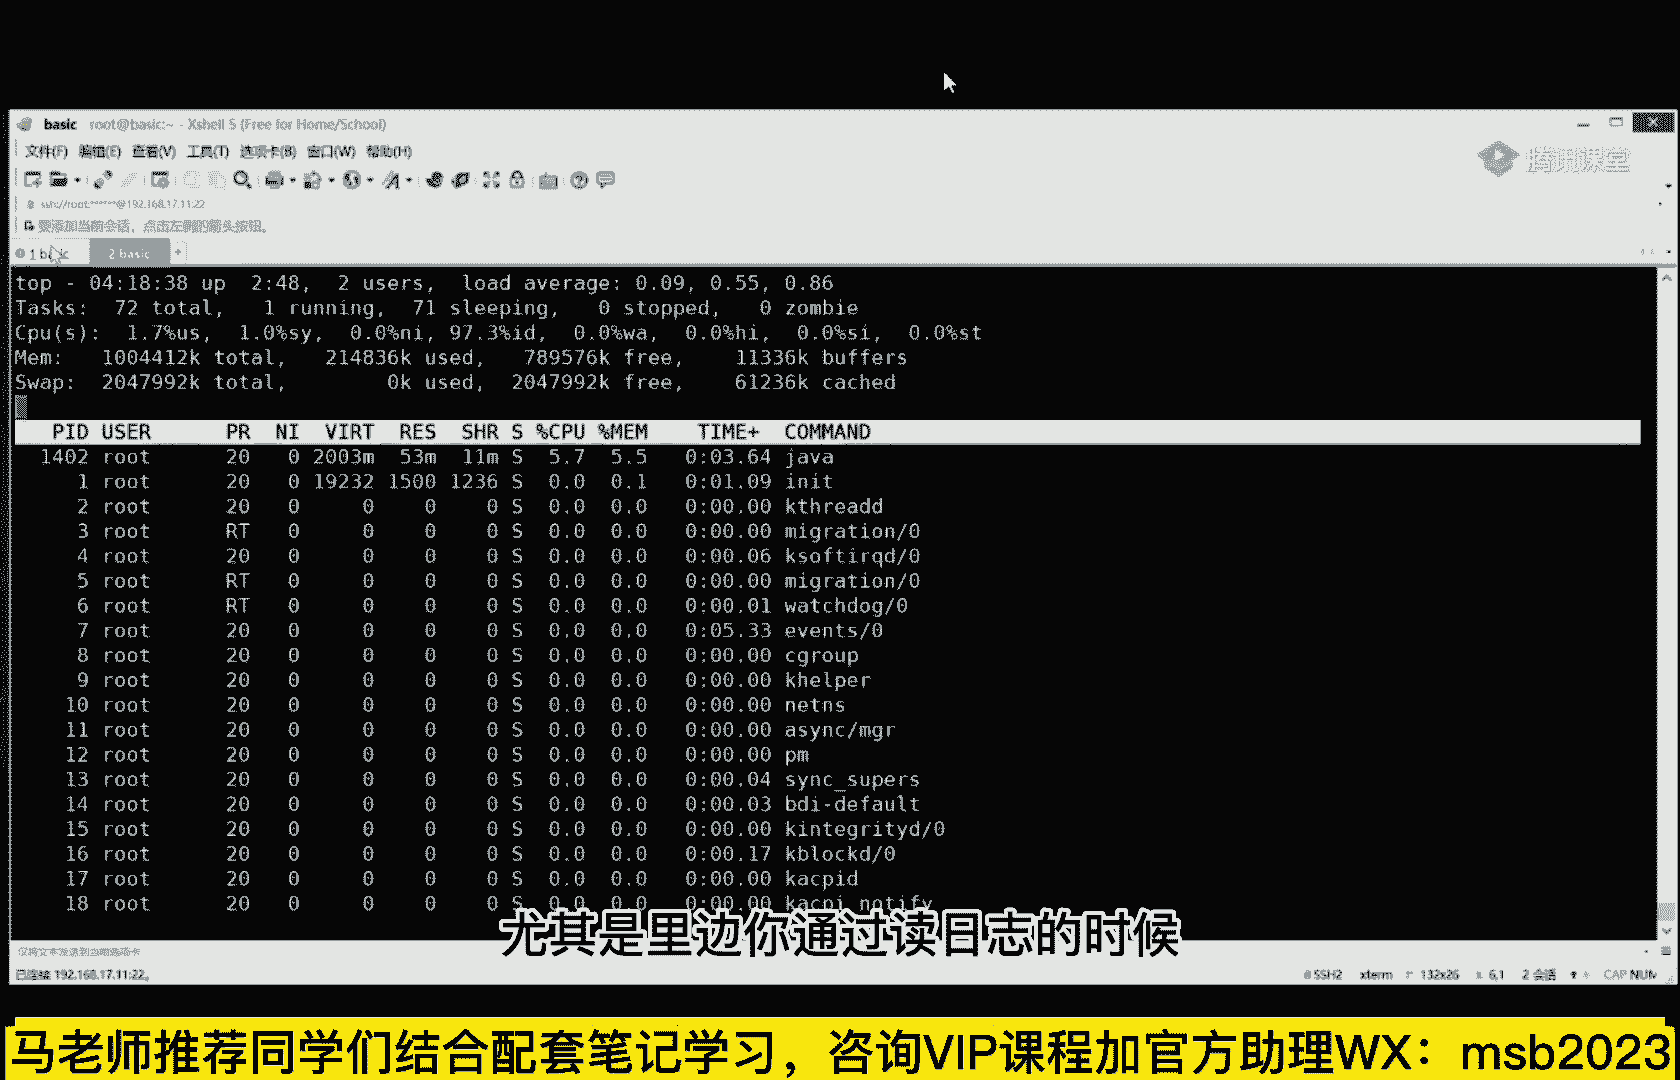 basic root@basic:~ - Xshell 5 (Free for Home/School)
文件(F) 编辑(E) 查看(V) 工具(T) 选项卡(B) 窗口(W) 帮助(H)
腾讯课堂
ssh://root:******@192.168.17.11:22
要添加当前会话，点击左侧的箭头按钮。
1 basic 2 basic +
top - 04:18:38 up  2:48,  2 users,  load average: 0.09, 0.55, 0.86
Tasks:  72 total,   1 running,  71 sleeping,   0 stopped,   0 zombie
Cpu(s):  1.7%us,  1.0%sy,  0.0%ni, 97.3%id,  0.0%wa,  0.0%hi,  0.0%si,  0.0%st
Mem:   1004412k total,   214836k used,   789576k free,    11336k buffers
Swap:  2047992k total,        0k used,  2047992k free,    61236k cached
PID USER      PR  NI  VIRT  RES  SHR S %CPU %MEM    TIME+  COMMAND
1402 root      20   0 2003m  53m  11m S  5.7  5.5   0:03.64 java
1 root      20   0 19232 1500 1236 S  0.0  0.1   0:01.09 init
2 root      20   0     0    0    0 S  0.0  0.0   0:00.00 kthreadd
3 root      RT   0     0    0    0 S  0.0  0.0   0:00.00 migration/0
4 root      20   0     0    0    0 S  0.0  0.0   0:00.06 ksoftirqd/0
5 root      RT   0     0    0    0 S  0.0  0.0   0:00.00 migration/0
6 root      RT   0     0    0    0 S  0.0  0.0   0:00.01 watchdog/0
7 root      20   0     0    0    0 S  0.0  0.0   0:05.33 events/0
8 root      20   0     0    0    0 S  0.0  0.0   0:00.00 cgroup
9 root      20   0     0    0    0 S  0.0  0.0   0:00.00 khelper
10 root      20   0     0    0    0 S  0.0  0.0   0:00.00 netns
11 root      20   0     0    0    0 S  0.0  0.0   0:00.00 async/mgr
12 root      20   0     0    0    0 S  0.0  0.0   0:00.00 pm
13 root      20   0     0    0    0 S  0.0  0.0   0:00.04 sync_supers
14 root      20   0     0    0    0 S  0.0  0.0   0:00.03 bdi-default
15 root      20   0     0    0    0 S  0.0  0.0   0:00.00 kintegrityd/0
16 root      20   0     0    0    0 S  0.0  0.0   0:00.17 kblockd/0
17 root      20   0     0    0    0 S  0.0  0.0   0:00.00 kacpid
18 root      20   0     0    0    0 S  0.0  0.0   0:00.00 kacpi_notify
尤其是里边你通过读日志的时候
仅将文本发送到当前选项卡
已连接 192.168.17.11:22。 SSH2 xterm 132x26 6,1 2 会话 CAP NUM
马老师推荐同学们结合配套笔记学习，咨询VIP课程加官方助理WX：msb2023